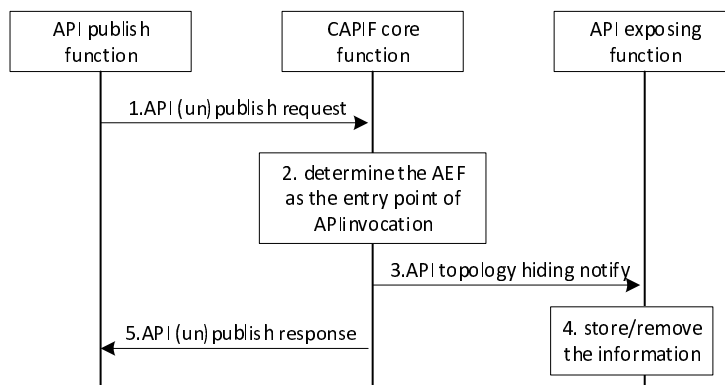 API publish
function
CAPIF core
function
API exposing
function
1.API (un)publish request
2. determine the AEF
as the entry point of
APIinvocation
3.API topology hiding notify
4. store/remove
the information
5.API (un)publish response